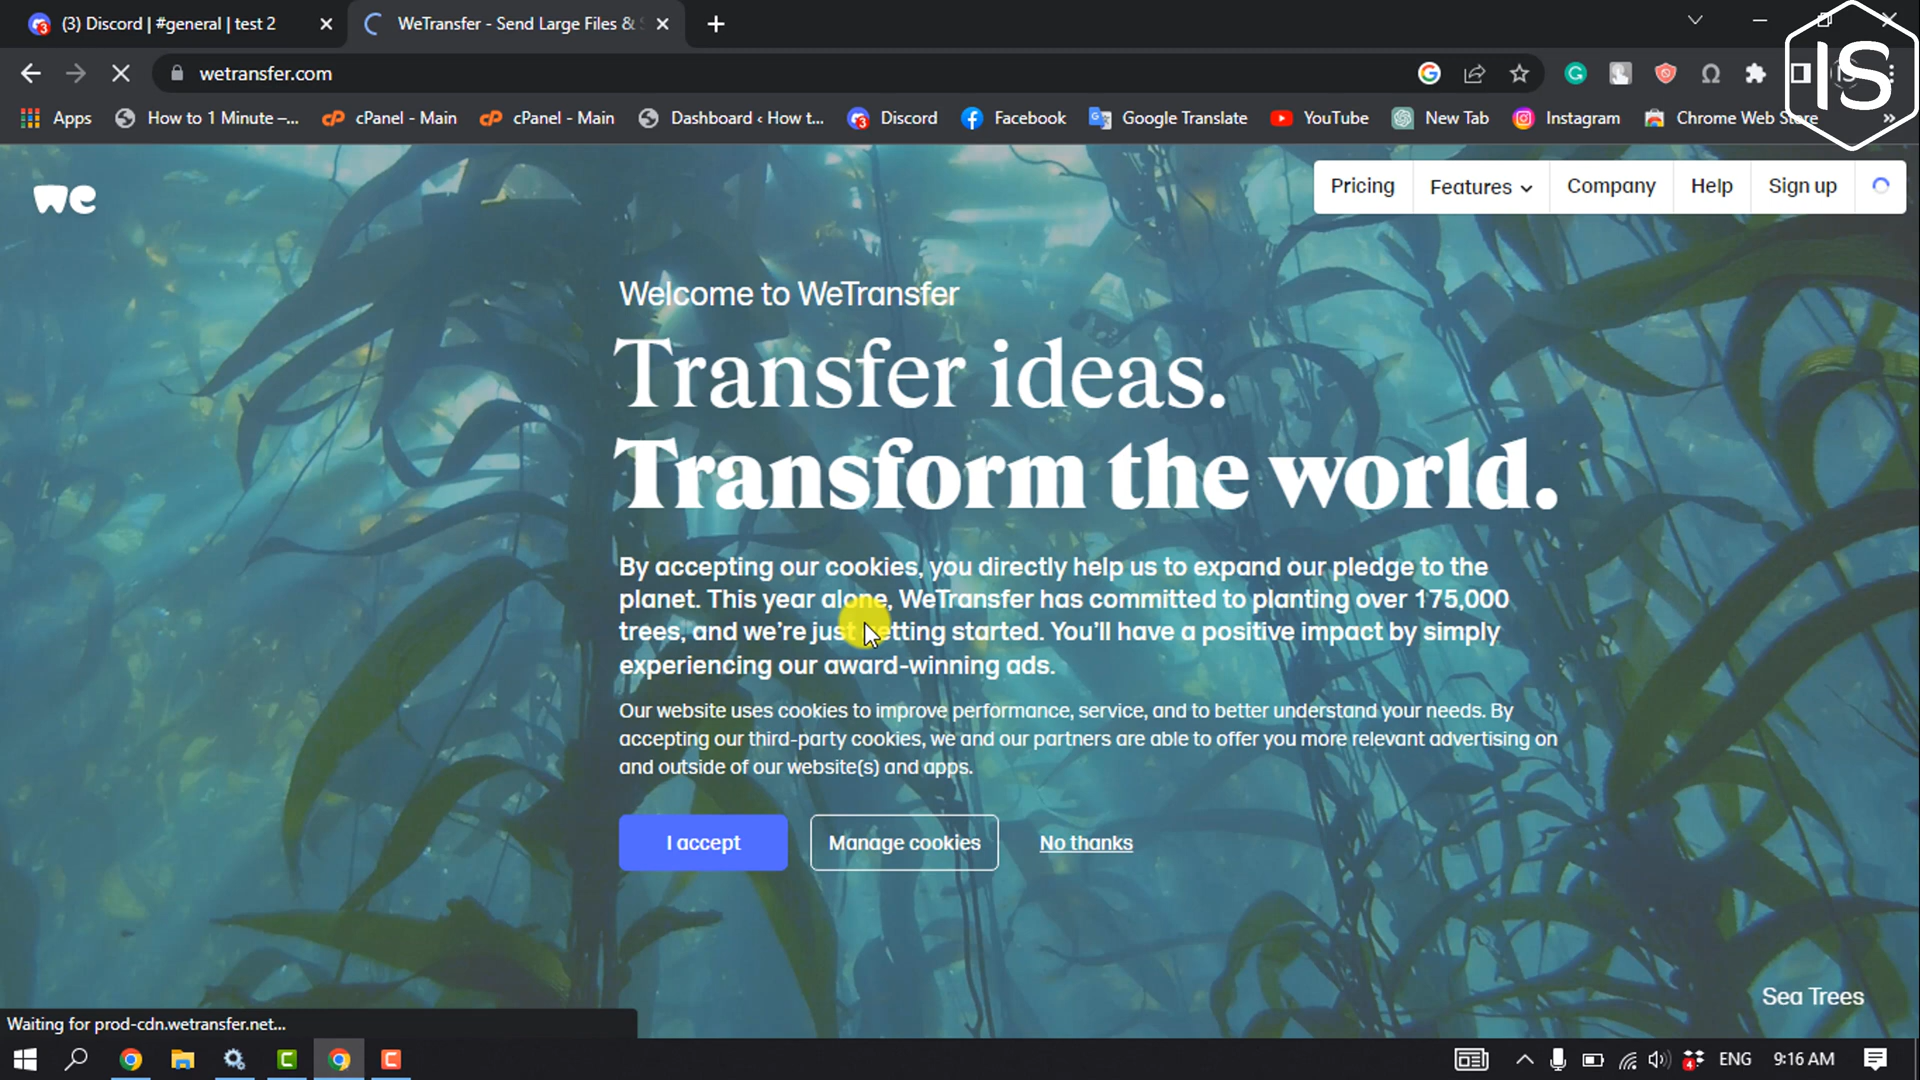 (3) Discord | #general | test 2
WeTransfer - Send Large Files &
wetransfer.com
IS
Apps
How to 1 Minute –...
cPanel - Main
cPanel - Main
Dashboard ‹ How t...
Discord
Facebook
Google Translate
YouTube
New Tab
Instagram
Chrome Web Store
we
Pricing
Features
Company
Help
Sign up
Welcome to WeTransfer
Transfer ideas.
Transform the world.
By accepting our cookies, you directly help us to expand our pledge to the
planet. This year alone, WeTransfer has committed to planting over 175,000
trees, and we’re just getting started. You’ll have a positive impact by simply
experiencing our award-winning ads.
Our website uses cookies to improve performance, service, and to better understand your needs. By
accepting our third-party cookies, we and our partners are able to offer you more relevant advertising on
and outside of our website(s) and apps.
I accept
Manage cookies
No thanks
Sea Trees
Waiting for prod-cdn.wetransfer.net...
ENG
9:16 AM